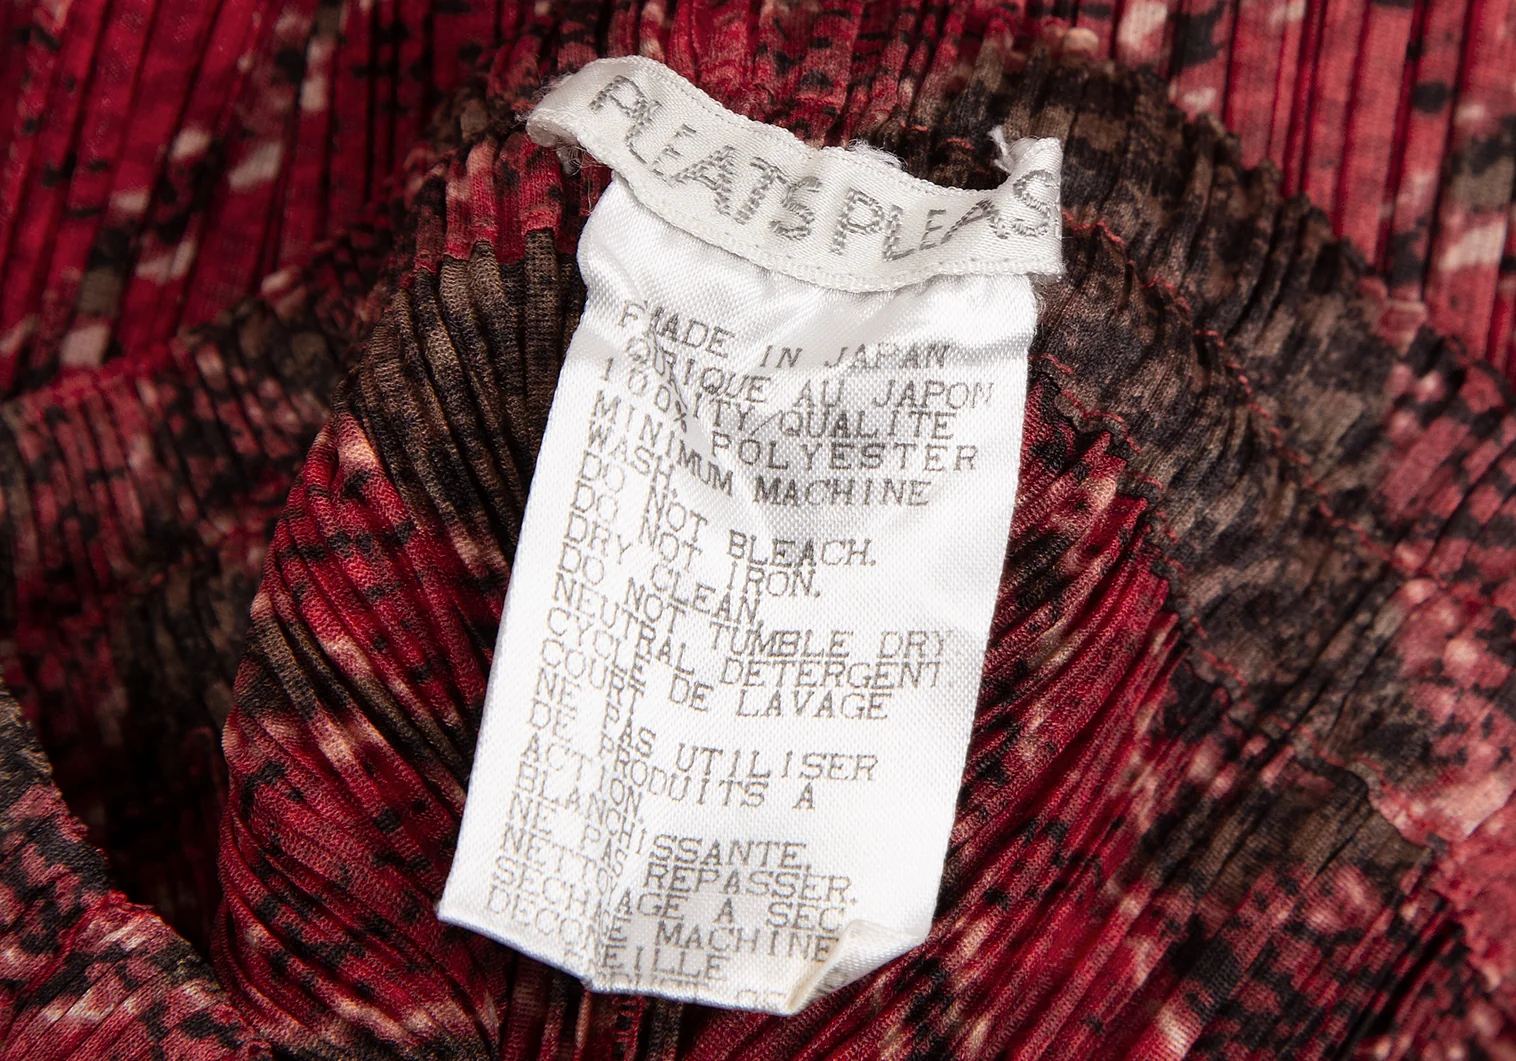 PLEATS PLEAS
MADE IN JAPAN
AU JAPON
QUALITE
100% POLYESTER
MINIMUM MACHINE
WASH.
DO NOT BLEACH.
DO NOT IRON.
DRY CLEAN.
DO NOT TUMBLE DRY
NEUTRAL DETERGENT
CYCLE DE LAVAGE
COURT
NE PAS UTILISER
DE PRODUITS A
ACTION
BLANCHISSANTE.
NE PAS REPASSER.
NETTOYAGE A SEC.
SECHAGE MACHINE
DECONSEILLE